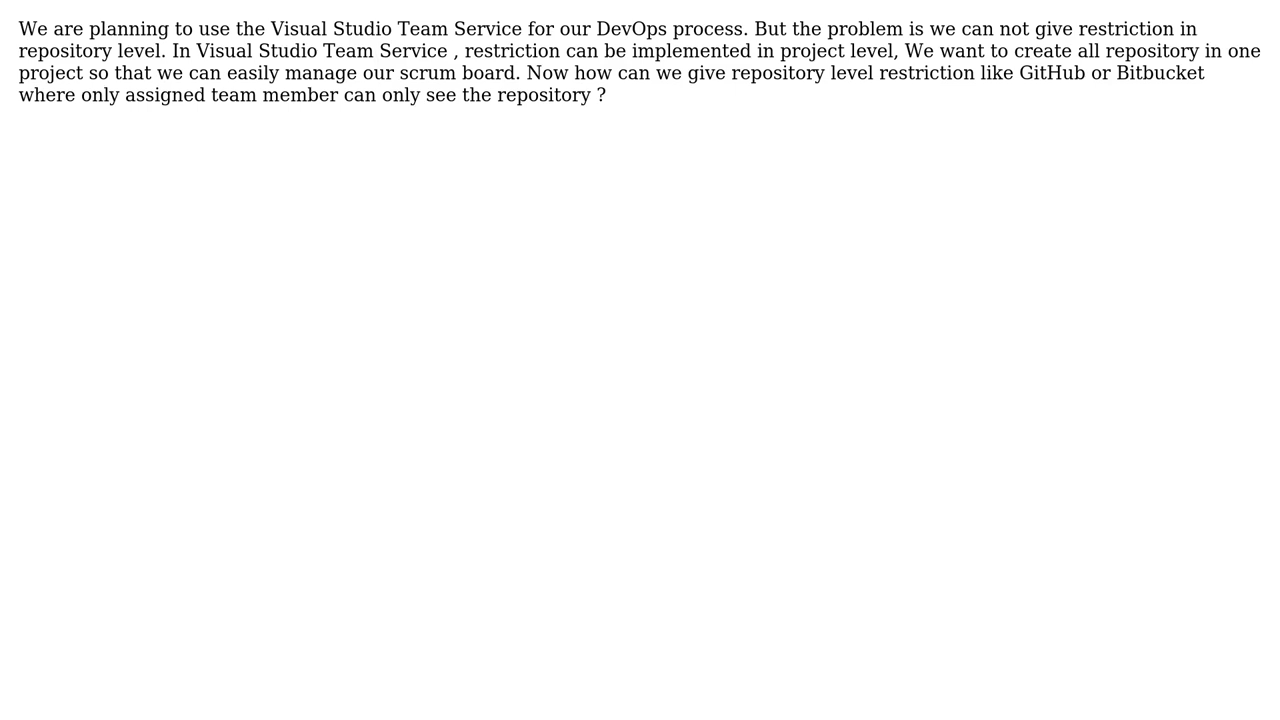 We are planning to use the Visual Studio Team Service for our DevOps process. But the problem is we can not give restriction in
repository level. In Visual Studio Team Service , restriction can be implemented in project level, We want to create all repository in one
project so that we can easily manage our scrum board. Now how can we give repository level restriction like GitHub or Bitbucket
where only assigned team member can only see the repository ?